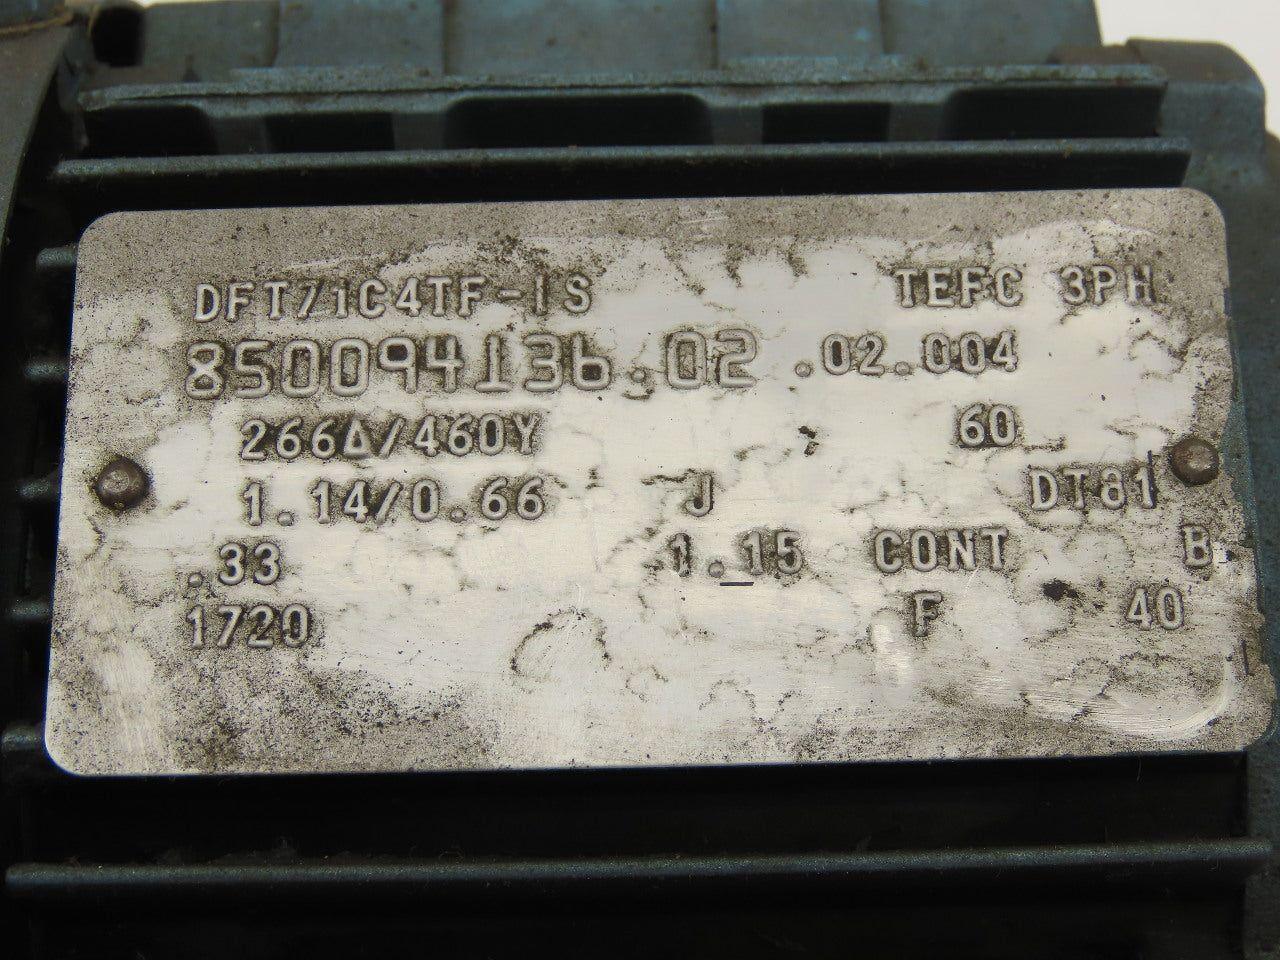 DFT71C4TF-IS TEFC 3PH
850094136.02 .02.004
266Δ/460Y 60
1.14/0.66 J DT81
.33 1.15 CONT B
1720 F 40